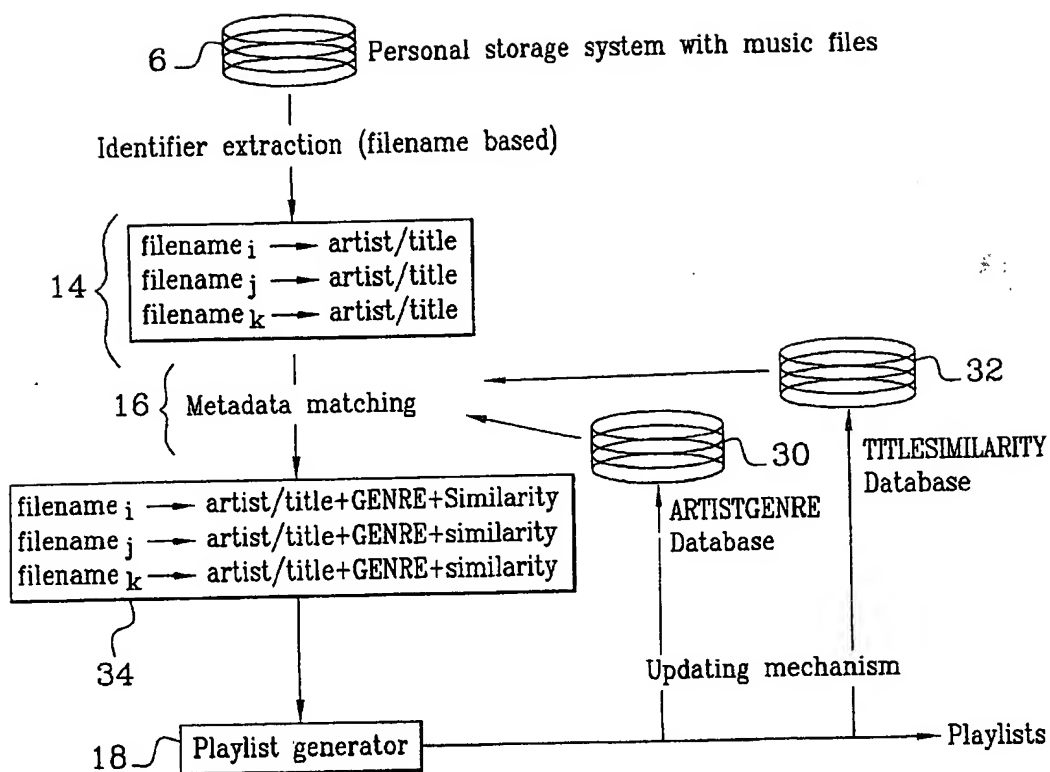 6 Personal storage system with music files
Identifier extraction (filename based)
14
filename i → artist/title
filename j → artist/title
filename k → artist/title
16 Metadata matching
32
30
TITLESIMILARITY
Database
ARTISTGENRE
Database
filename i → artist/title+GENRE+Similarity
filename j → artist/title+GENRE+similarity
filename k → artist/title+GENRE+similarity
34
Updating mechanism
18 Playlist generator
Playlists